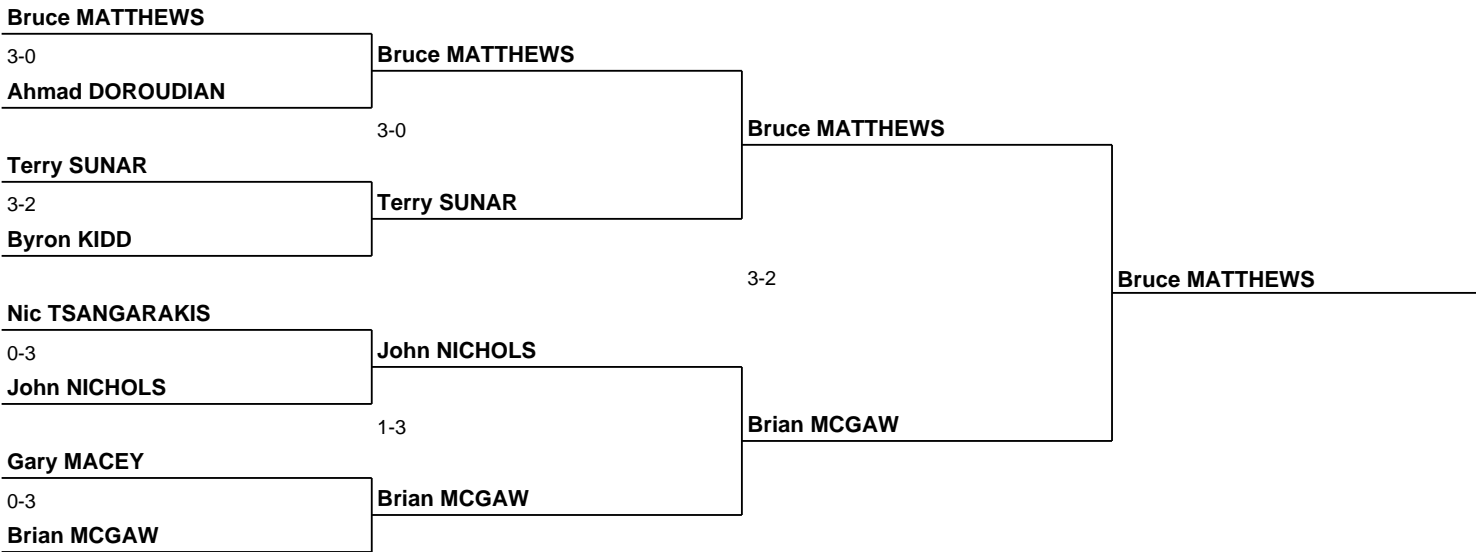 Bruce MATTHEWS
3-0
Bruce MATTHEWS
Ahmad DOROUDIAN
3-0
Bruce MATTHEWS
Terry SUNAR
3-2
Terry SUNAR
Byron KIDD
3-2
Bruce MATTHEWS
Nic TSANGARAKIS
0-3
John NICHOLS
John NICHOLS
1-3
Brian MCGAW
Gary MACEY
0-3
Brian MCGAW
Brian MCGAW